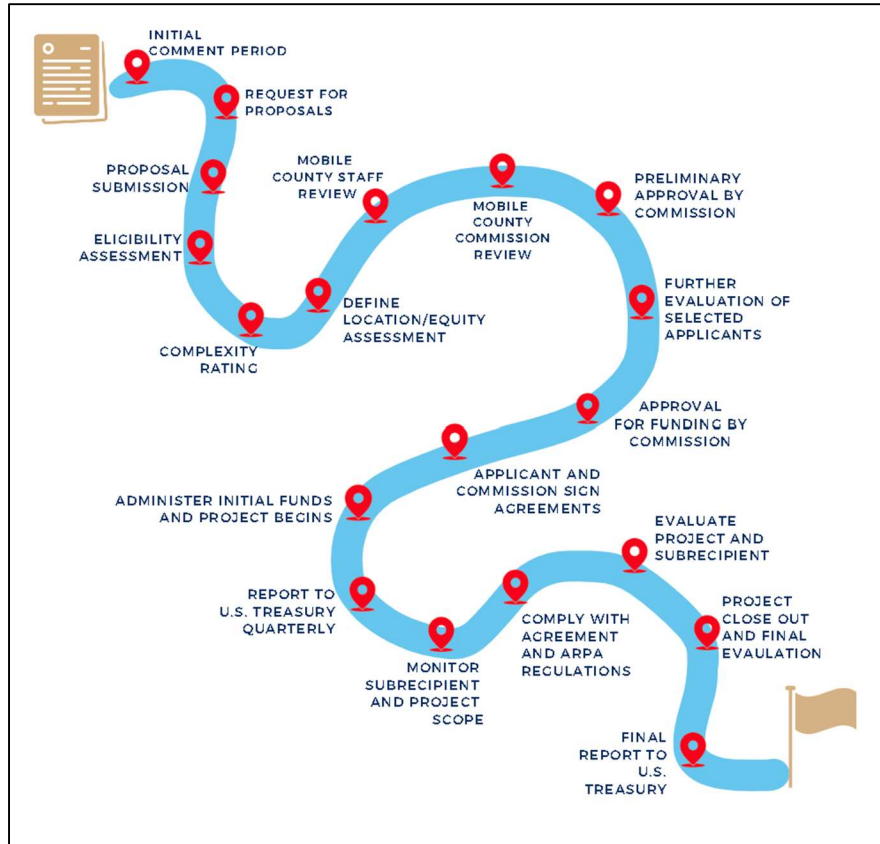 INITIAL
COMMENT PERIOD
REQUEST FOR
PROPOSALS
PROPOSAL
SUBMISSION
ELIGIBILITY
ASSESSMENT
COMPLEXITY
RATING
DEFINE
LOCATION/EQUITY
ASSESSMENT
MOBILE
COUNTY STAFF
REVIEW
MOBILE
COUNTY
COMMISSION
REVIEW
PRELIMINARY
APPROVAL BY
COMMISSION
FURTHER
EVALUATION OF
SELECTED
APPLICANTS
APPROVAL
FOR FUNDING BY
COMMISSION
APPLICANT AND
COMMISSION SIGN
AGREEMENTS
ADMINISTER INITIAL FUNDS
AND PROJECT BEGINS
REPORT TO
U.S. TREASURY
QUARTERLY
MONITOR
SUBRECIPIENT
AND PROJECT
SCOPE
COMPLY WITH
AGREEMENT
AND ARPA
REGULATIONS
EVALUATE
PROJECT AND
SUBRECIPIENT
PROJECT
CLOSE OUT
AND FINAL
EVAULATION
FINAL
REPORT TO
U.S.
TREASURY